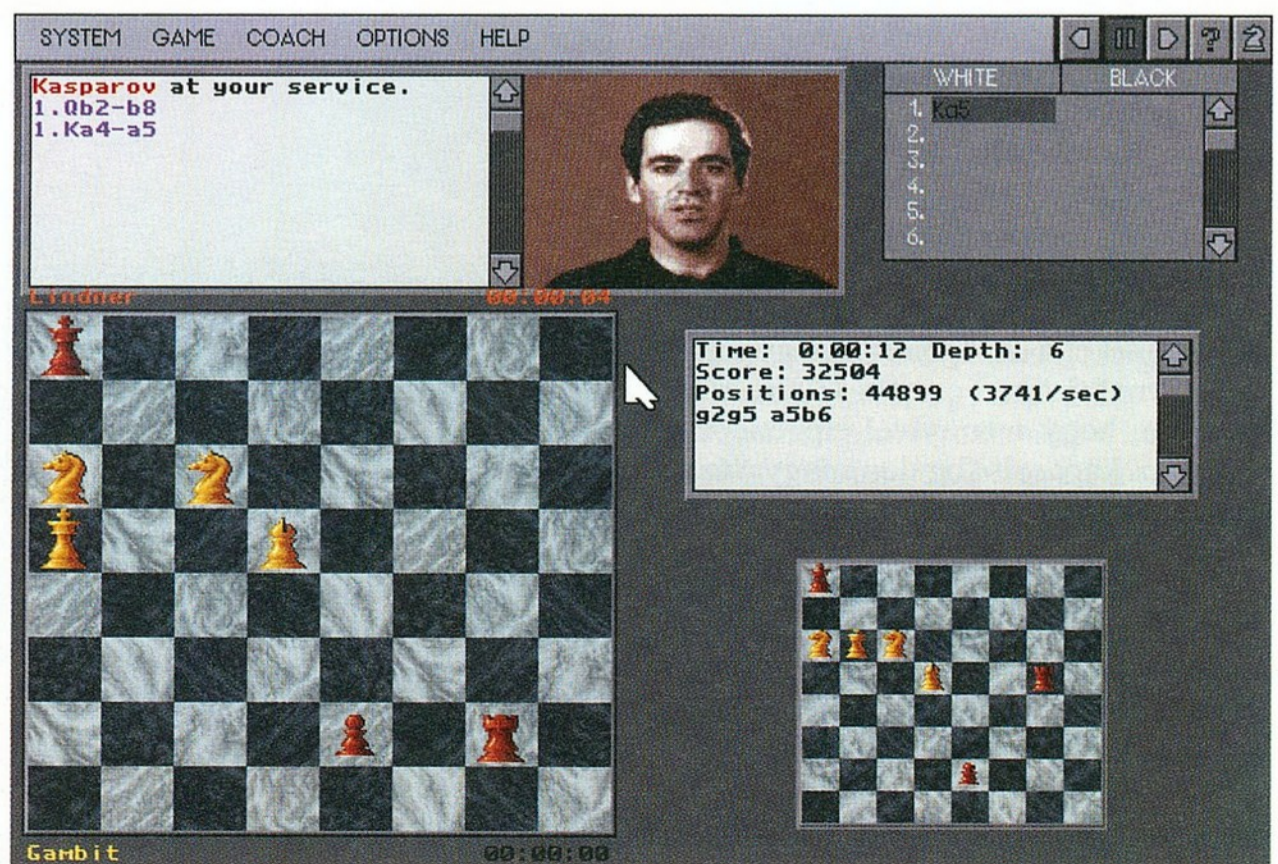 SYSTEM GAME COACH OPTIONS HELP ?
Kasparov at your service.
1.Qb2-b8
1.Ka4-a5
WHITE BLACK
1. Ka5
2.
3.
4.
5.
6.
Lindner 00:00:04
Time: 0:00:12 Depth: 6
Score: 32504
Positions: 44899 (3741/sec)
g2g5 a5b6
Gambit 00:00:00